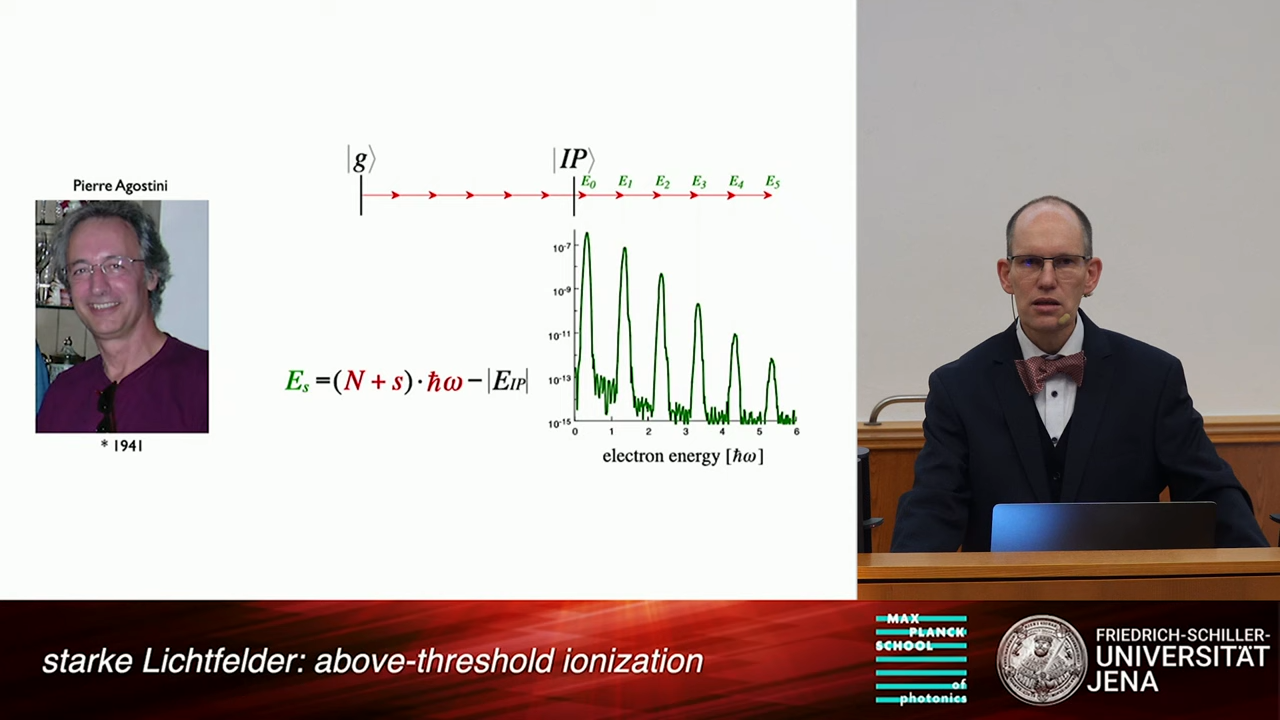 |g⟩
|IP⟩
E₀ E₁ E₂ E₃ E₄ E₅
Pierre Agostini
* 1941
Eₛ =(N + s)·ħω−|E_IP|
10⁻⁷
10⁻⁹
10⁻¹¹
10⁻¹³
10⁻¹⁵
0 1 2 3 4 5 6
electron energy [ħω]
starke Lichtfelder: above-threshold ionization
MAX
PLANCK
SCHOOL
of
photonics
FRIEDRICH-SCHILLER-
UNIVERSITÄT
JENA